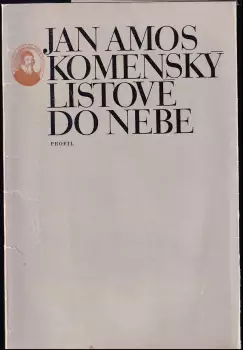 JAN AMOS
KOMENSKÝ
LISTOVÉ
DO NEBE
PROFIL